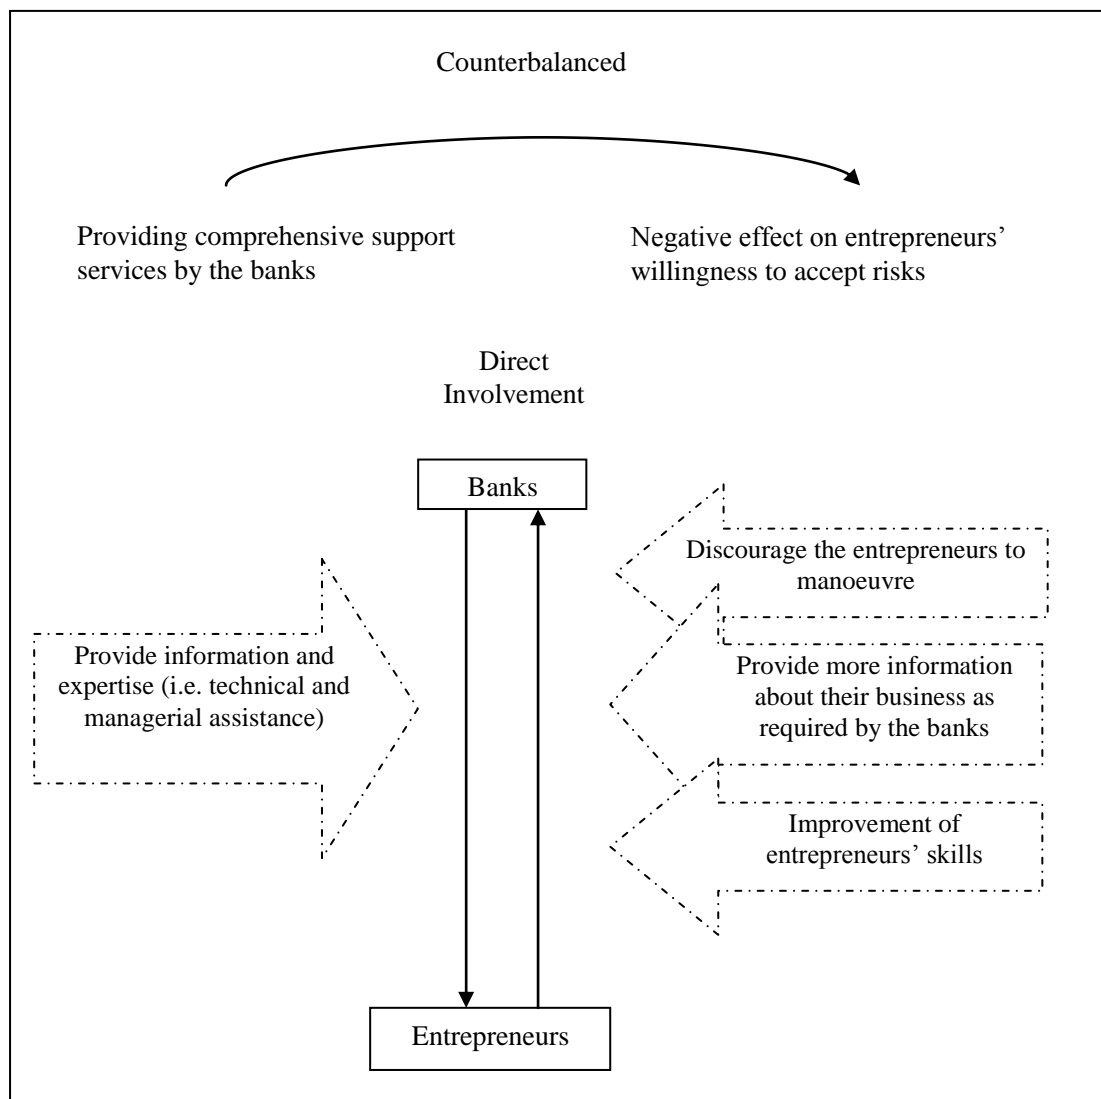 Counterbalanced
Providing comprehensive support
services by the banks
Negative effect on entrepreneurs’
willingness to accept risks
Direct
Involvement
Banks
Discourage the entrepreneurs to
manoeuvre
Provide information and
expertise (i.e. technical and
managerial assistance)
Provide more information
about their business as
required by the banks
Improvement of
entrepreneurs’ skills
Entrepreneurs